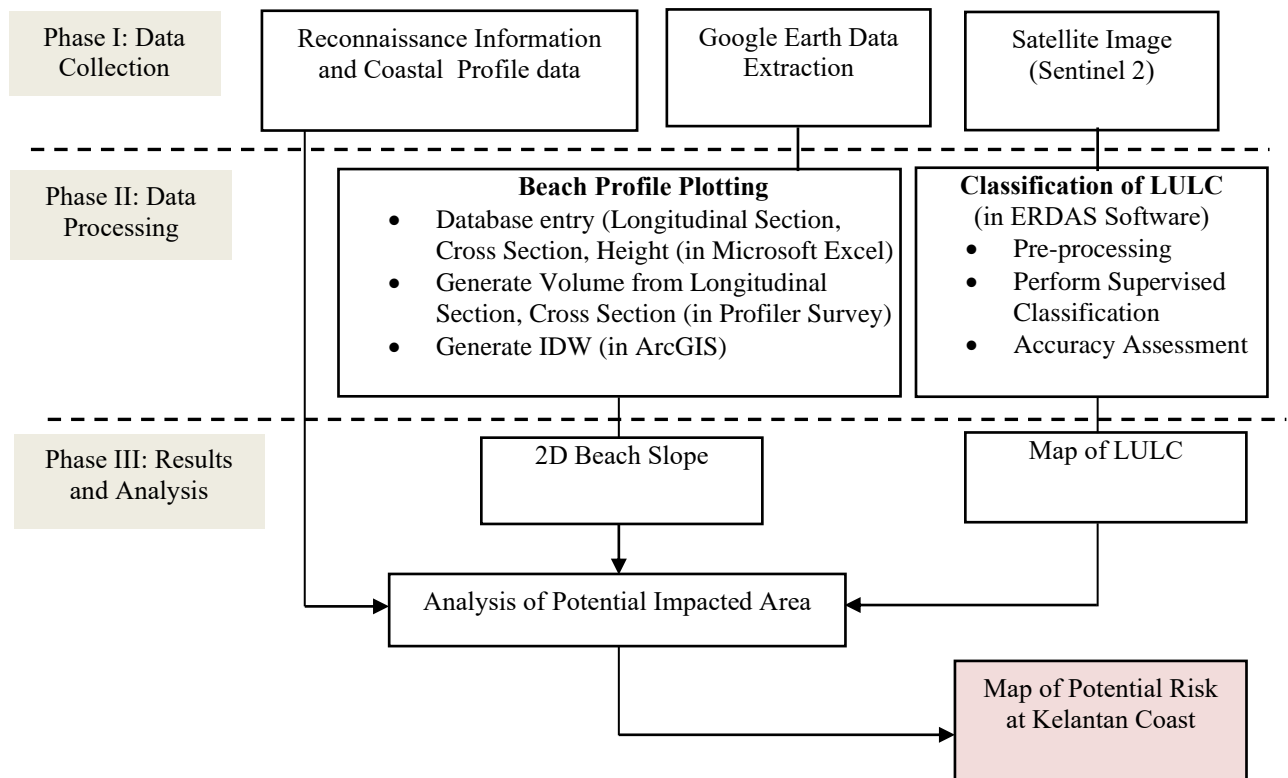 Phase I: Data
Collection
Reconnaissance Information
and Coastal Profile data
Google Earth Data
Extraction
Satellite Image
(Sentinel 2)
Phase II: Data
Processing
Beach Profile Plotting
• Database entry (Longitudinal Section,
Cross Section, Height (in Microsoft Excel)
• Generate Volume from Longitudinal
Section, Cross Section (in Profiler Survey)
• Generate IDW (in ArcGIS)
Classification of LULC
(in ERDAS Software)
• Pre-processing
• Perform Supervised
Classification
• Accuracy Assessment
Phase III: Results
and Analysis
2D Beach Slope
Map of LULC
Analysis of Potential Impacted Area
Map of Potential Risk
at Kelantan Coast